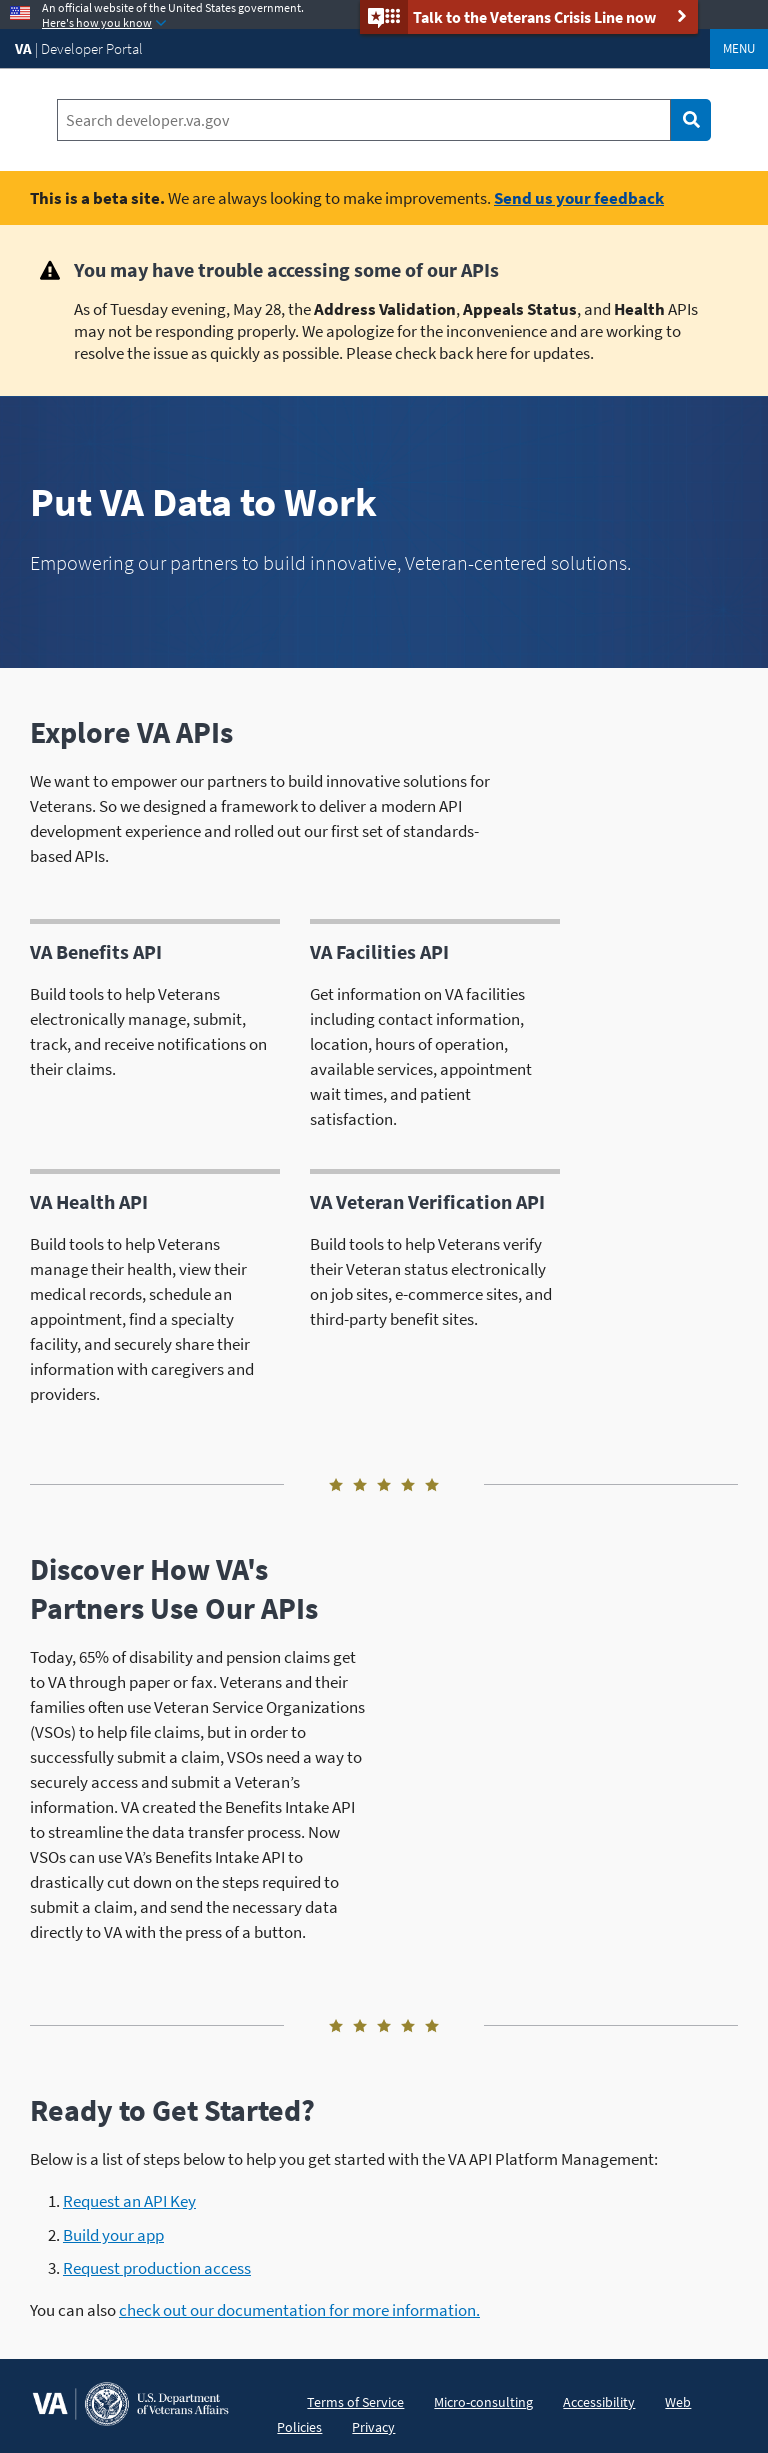 An official website of the United States government.
Here's how you know
Talk to the Veterans Crisis Line now
VA | Developer Portal
MENU
Search developer.va.gov
This is a beta site. We are always looking to make improvements. Send us your feedback
You may have trouble accessing some of our APIs
As of Tuesday evening, May 28, the Address Validation, Appeals Status, and Health APIs
may not be responding properly. We apologize for the inconvenience and are working to
resolve the issue as quickly as possible. Please check back here for updates.
Put VA Data to Work
Empowering our partners to build innovative, Veteran-centered solutions.
Explore VA APIs
We want to empower our partners to build innovative solutions for
Veterans. So we designed a framework to deliver a modern API
development experience and rolled out our first set of standards-
based APIs.
VA Benefits API
Build tools to help Veterans
electronically manage, submit,
track, and receive notifications on
their claims.
VA Facilities API
Get information on VA facilities
including contact information,
location, hours of operation,
available services, appointment
wait times, and patient
satisfaction.
VA Health API
Build tools to help Veterans
manage their health, view their
medical records, schedule an
appointment, find a specialty
facility, and securely share their
information with caregivers and
providers.
VA Veteran Verification API
Build tools to help Veterans verify
their Veteran status electronically
on job sites, e-commerce sites, and
third-party benefit sites.
Discover How VA's
Partners Use Our APIs
Today, 65% of disability and pension claims get
to VA through paper or fax. Veterans and their
families often use Veteran Service Organizations
(VSOs) to help file claims, but in order to
successfully submit a claim, VSOs need a way to
securely access and submit a Veteran’s
information. VA created the Benefits Intake API
to streamline the data transfer process. Now
VSOs can use VA’s Benefits Intake API to
drastically cut down on the steps required to
submit a claim, and send the necessary data
directly to VA with the press of a button.
Ready to Get Started?
Below is a list of steps below to help you get started with the VA API Platform Management:
1. Request an API Key
2. Build your app
3. Request production access
You can also check out our documentation for more information.
VA
U.S. Department
of Veterans Affairs
Terms of Service Micro-consulting Accessibility Web
Policies Privacy